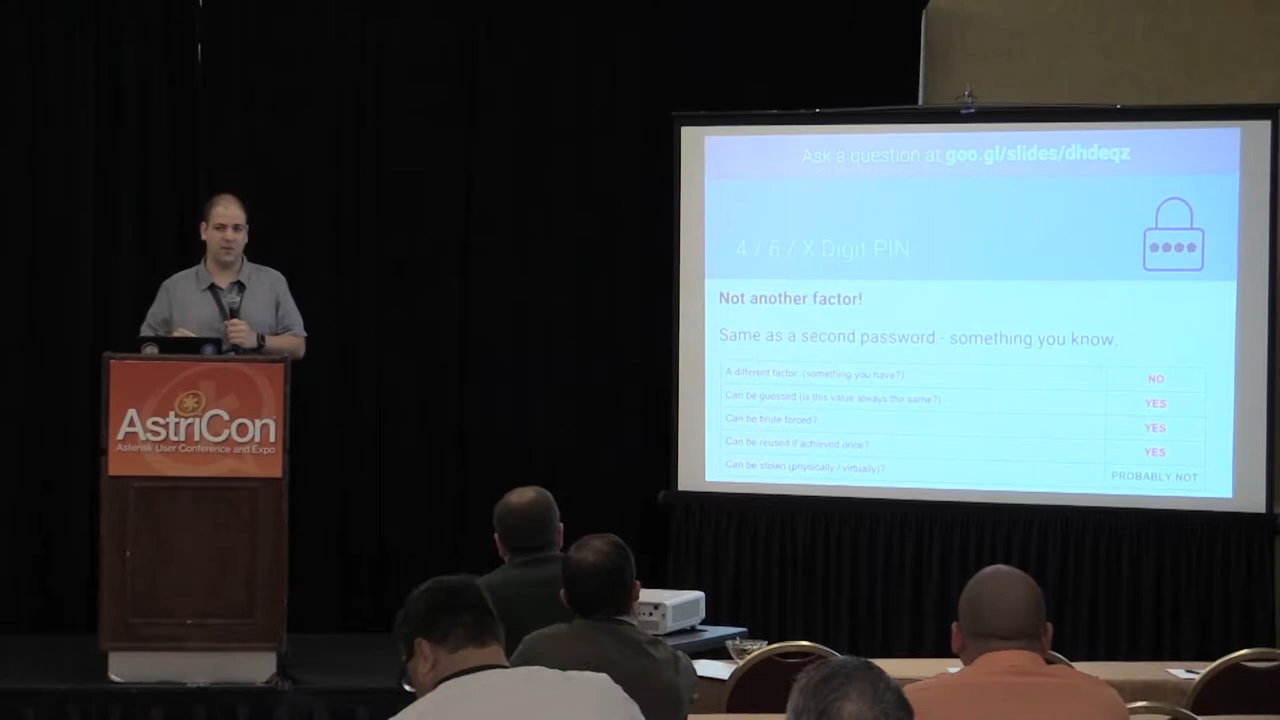 Ask a question at goo.gl/slides/dhdeqz
4 / 6 / X Digit PIN
Not another factor!
Same as a second password - something you know.
A different factor (something you have?) NO
Can be guessed (is this value always the same?) YES
Can be brute forced? YES
Can be reused if achieved once? YES
Can be stolen (physically / virtually)? PROBABLY NOT
AstriCon
Asterisk User Conference and Expo